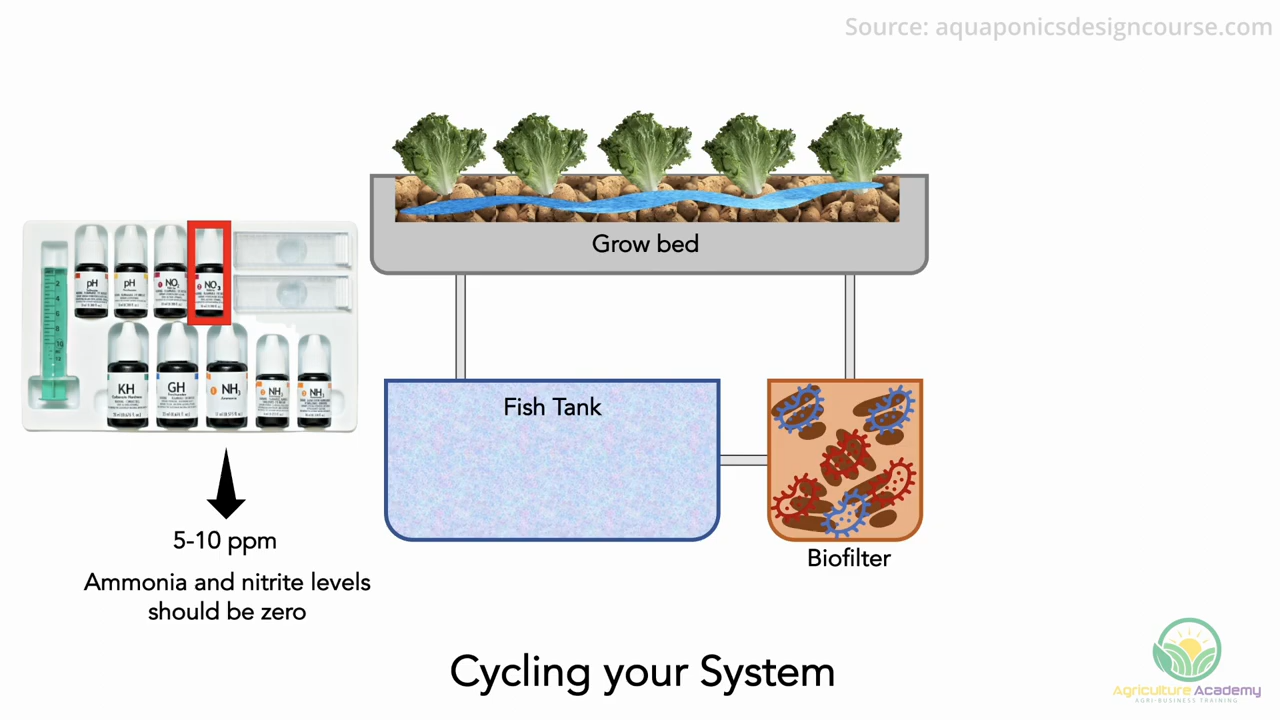 Source: aquaponicsdesigncourse.com
Grow bed
pH
pH
NO
NO3
KH
GH
NH3
NH3
NH3
Fish Tank
Biofilter
5-10 ppm
Ammonia and nitrite levels
should be zero
Cycling your System
Agriculture Academy
AGRI-BUSINESS TRAINING